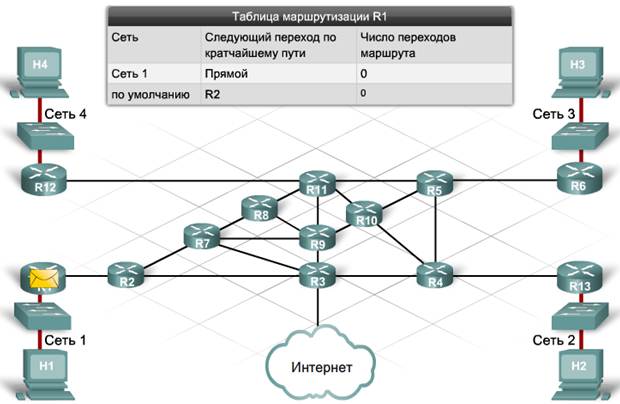 Таблица маршрутизации R1
Сеть Следующий переход по кратчайшему пути Число переходов маршрута
Сеть 1 Прямой 0
по умолчанию R2 0
H4 H3
Сеть 4 Сеть 3
R12 R11 R5 R6
R8 R10
R7 R9
R2 R3 R4 R13
Сеть 1 Сеть 2
Интернет
H1 H2